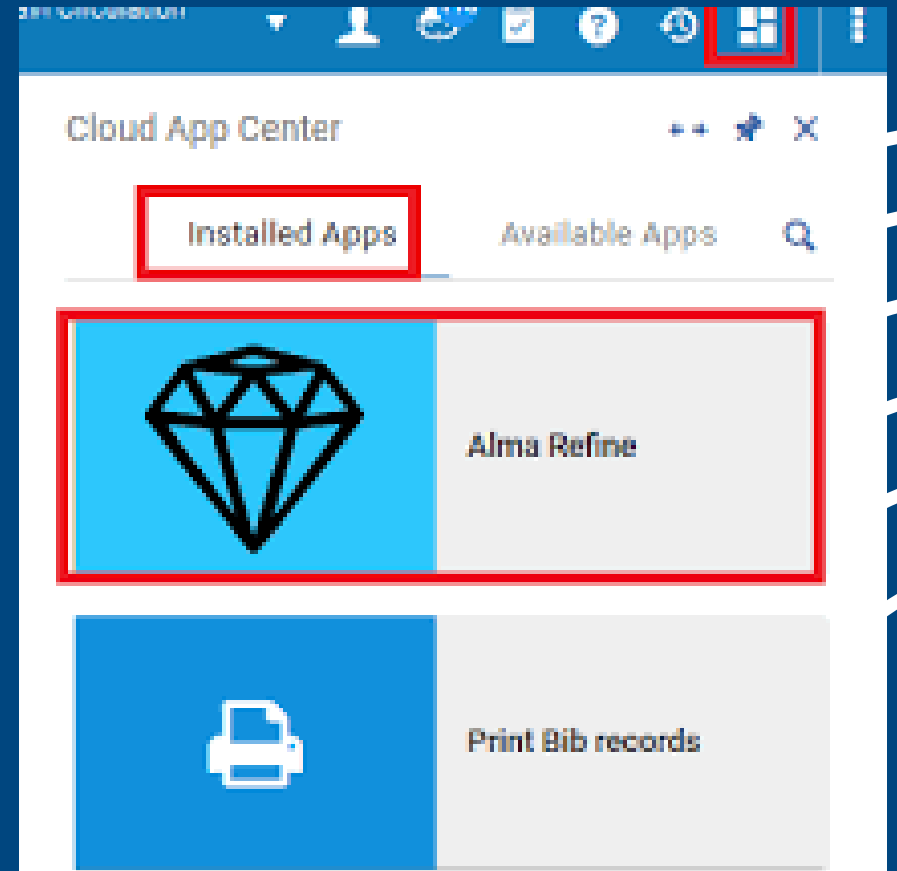 Cloud App Center
Installed Apps Available Apps
Alma Refine
Print Bib records